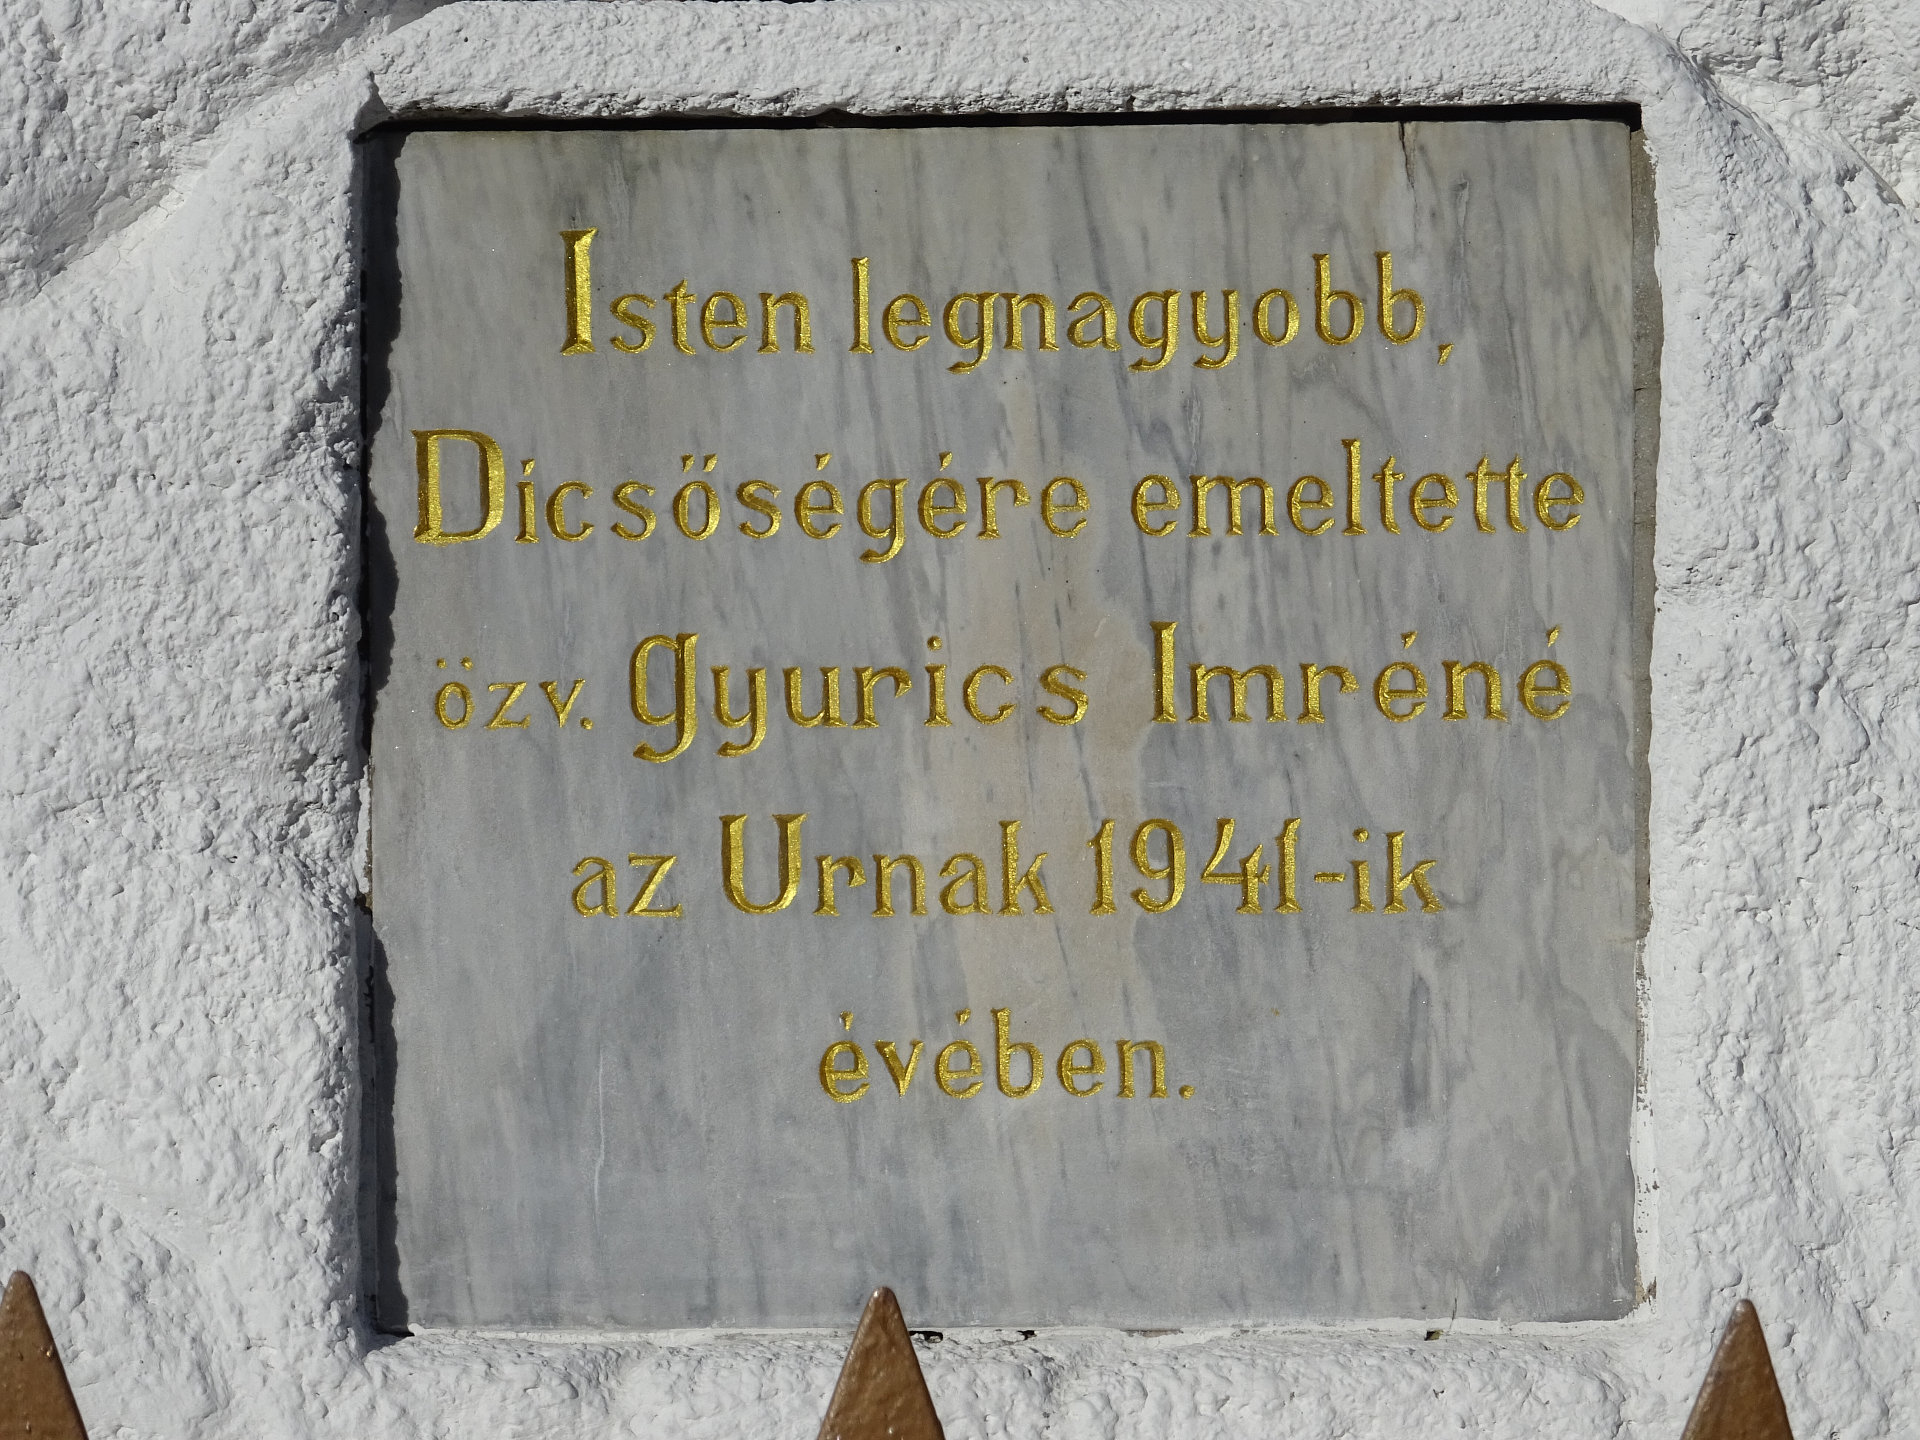 Isten legnagyobb,
Dicsőségére emeltette
özv. Gyurics Imréné
az Urnak 1941-ik
évében.